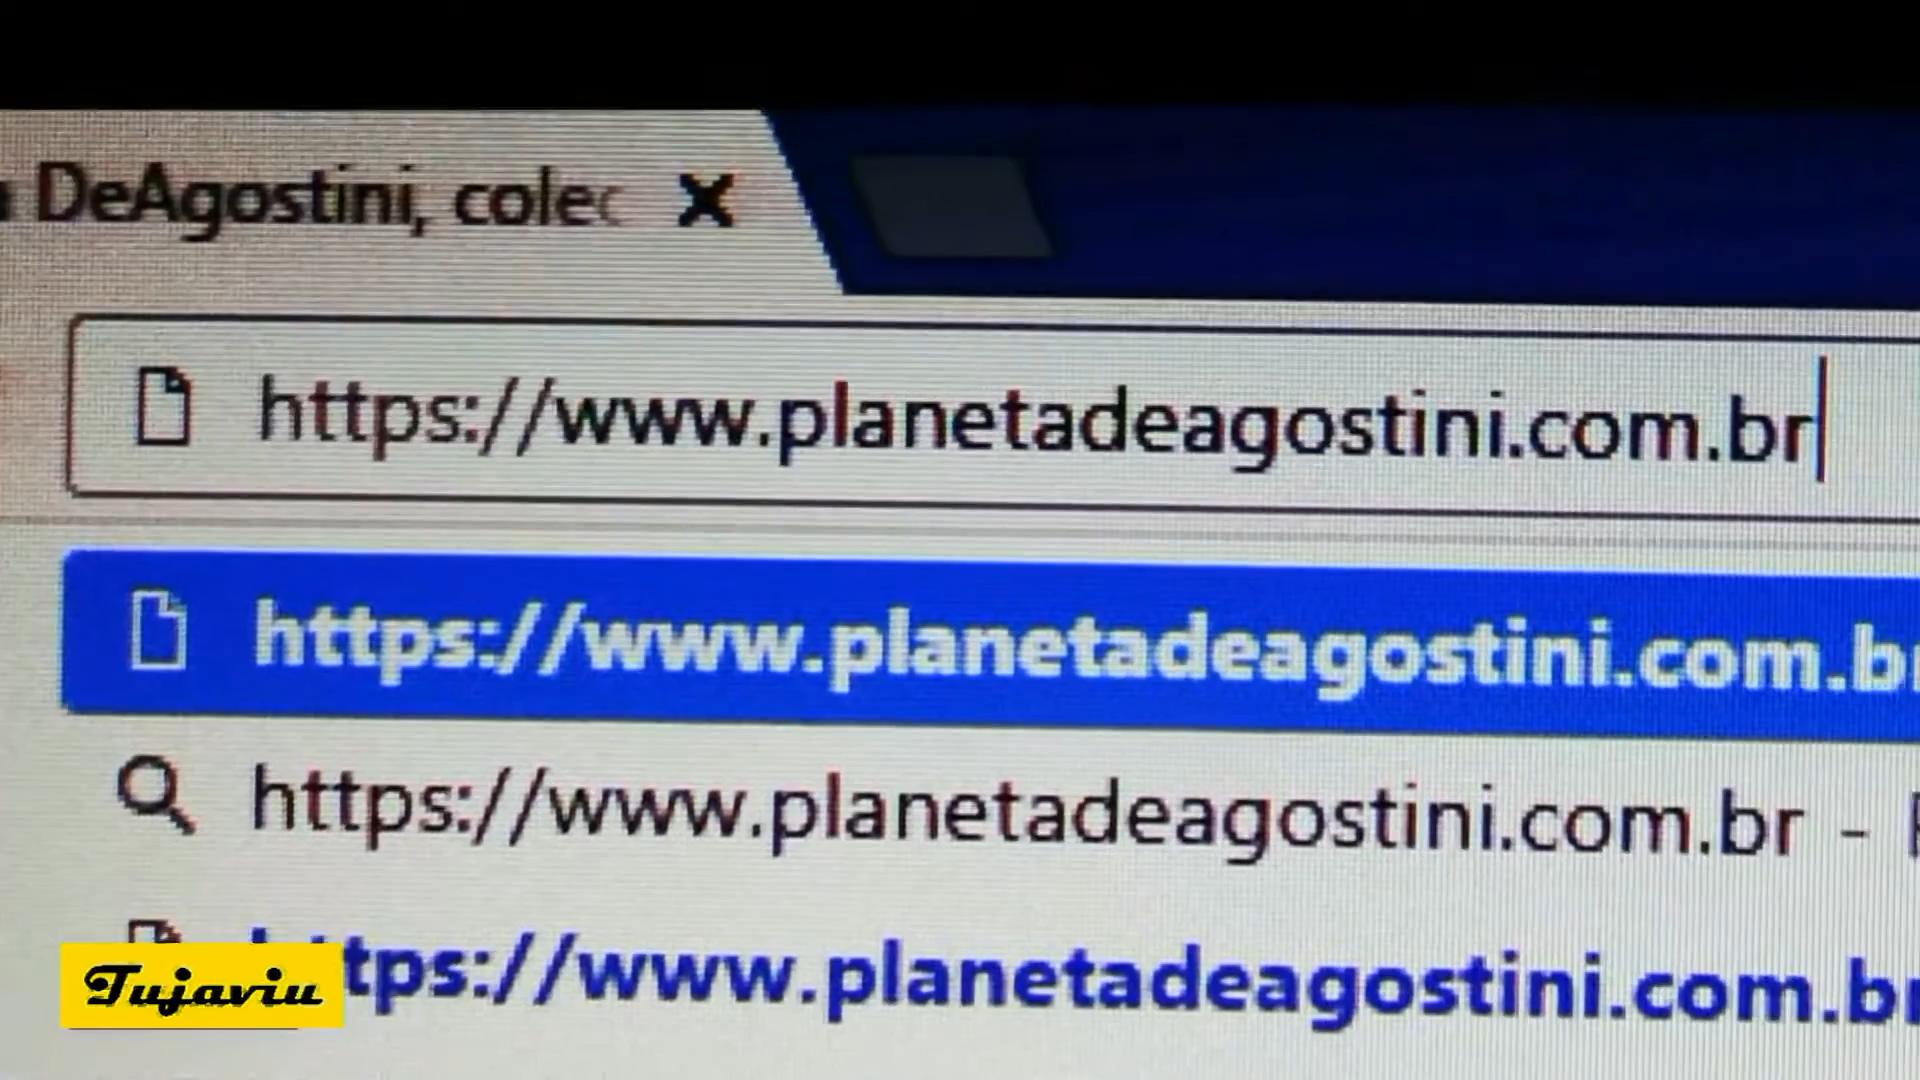 DeAgostini, colec
https://www.planetadeagostini.com.br
https://www.planetadeagostini.com.br
https://www.planetadeagostini.com.br -
tps://www.planetadeagostini.com.br
Tujaviu